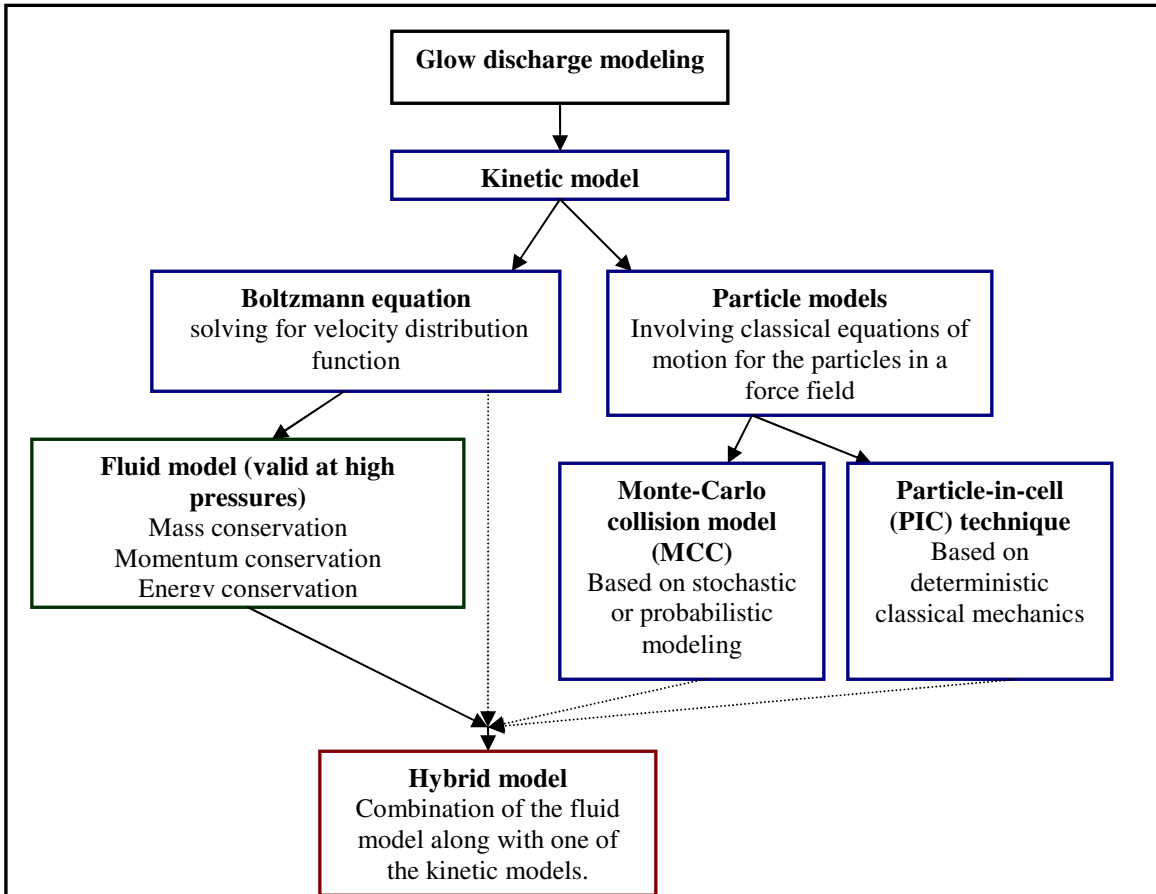 Glow discharge modeling
Kinetic model
Boltzmann equation
solving for velocity distribution
function
Particle models
Involving classical equations of
motion for the particles in a
force field
Fluid model (valid at high
pressures)
Mass conservation
Momentum conservation
Energy conservation
Monte-Carlo
collision model
(MCC)
Based on stochastic
or probabilistic
modeling
Particle-in-cell
(PIC) technique
Based on
deterministic
classical mechanics
Hybrid model
Combination of the fluid
model along with one of
the kinetic models.